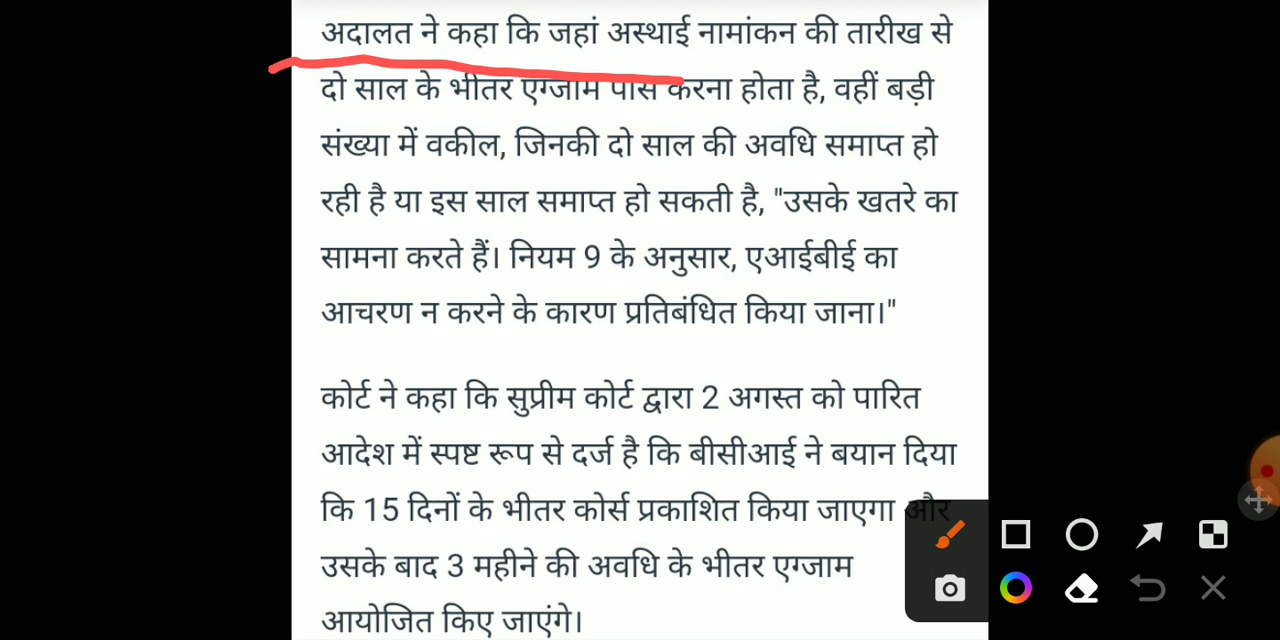 अदालत ने कहा कि जहां अस्थाई नामांकन की तारीख से
दो साल के भीतर एग्जाम पास करना होता है, वहीं बड़ी
संख्या में वकील, जिनकी दो साल की अवधि समाप्त हो
रही है या इस साल समाप्त हो सकती है, "उसके खतरे का
सामना करते हैं। नियम 9 के अनुसार, एआईबीई का
आचरण न करने के कारण प्रतिबंधित किया जाना।"
कोर्ट ने कहा कि सुप्रीम कोर्ट द्वारा 2 अगस्त को पारित
आदेश में स्पष्ट रूप से दर्ज है कि बीसीआई ने बयान दिया
कि 15 दिनों के भीतर कोर्स प्रकाशित किया जाएगा और
उसके बाद 3 महीने की अवधि के भीतर एग्जाम
आयोजित किए जाएंगे।